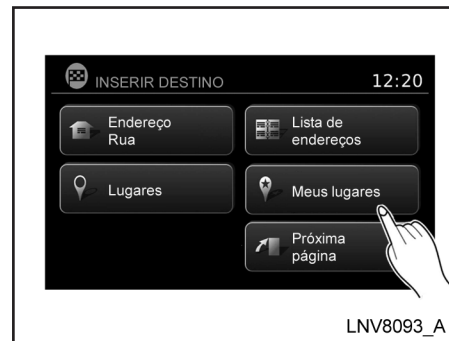 INSERIR DESTINO 12:20
Endereço
Rua
Lista de
endereços
Lugares
Meus lugares
Próxima
página
LNV8093_A